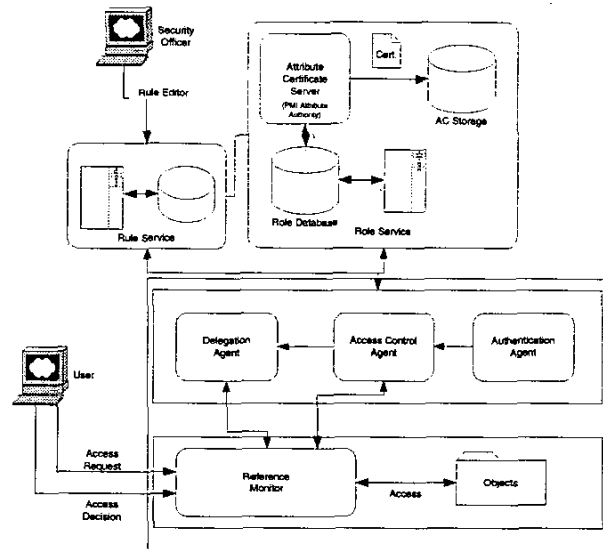 Security
Officer
Rule Editor
Attribute
Certificate
Server
(PMI Attribute
Authority)
Cert.
AC Storage
Rule Service
Role Database
Role Service
Delegation
Agent
Access Control
Agent
Authentication
Agent
User
Access
Request
Access
Decision
Reference
Monitor
Access
Objects